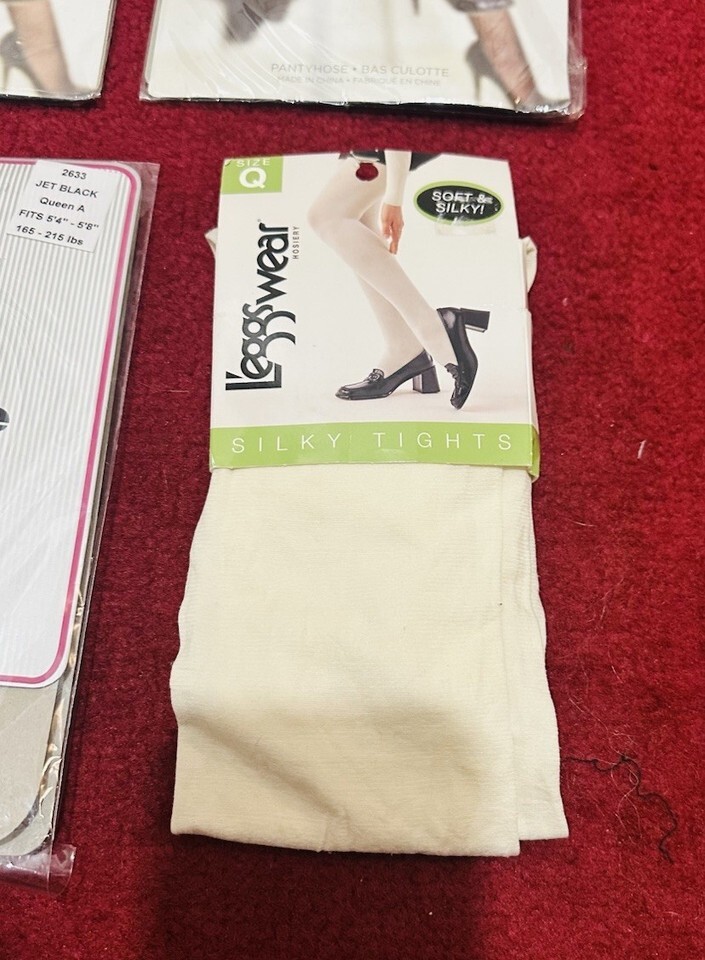 PANTYHOSE • BAS CULOTTE
MADE IN CHINA • FABRIQUÉ EN CHINE
2633
JET BLACK
Queen A
FITS 5'4" - 5'8"
165 - 215 lbs
SIZE
Q
SOFT &
SILKY!
L'eggswear
HOSIERY
SILKY TIGHTS